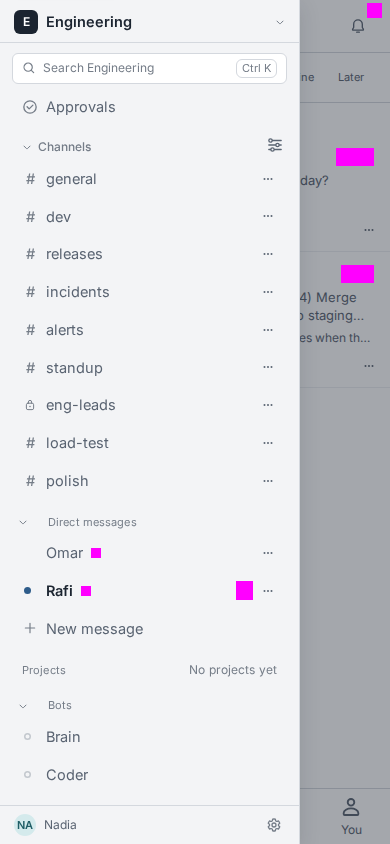 E Engineering
Search Engineering Ctrl K
ne Later
Approvals
Channels
# general
day?
# dev
# releases
# incidents
4) Merge
o staging...
# alerts
es when th...
# standup
eng-leads
# load-test
# polish
Direct messages
Omar
Rafi
New message
Projects No projects yet
Bots
Brain
Coder
NA Nadia
You